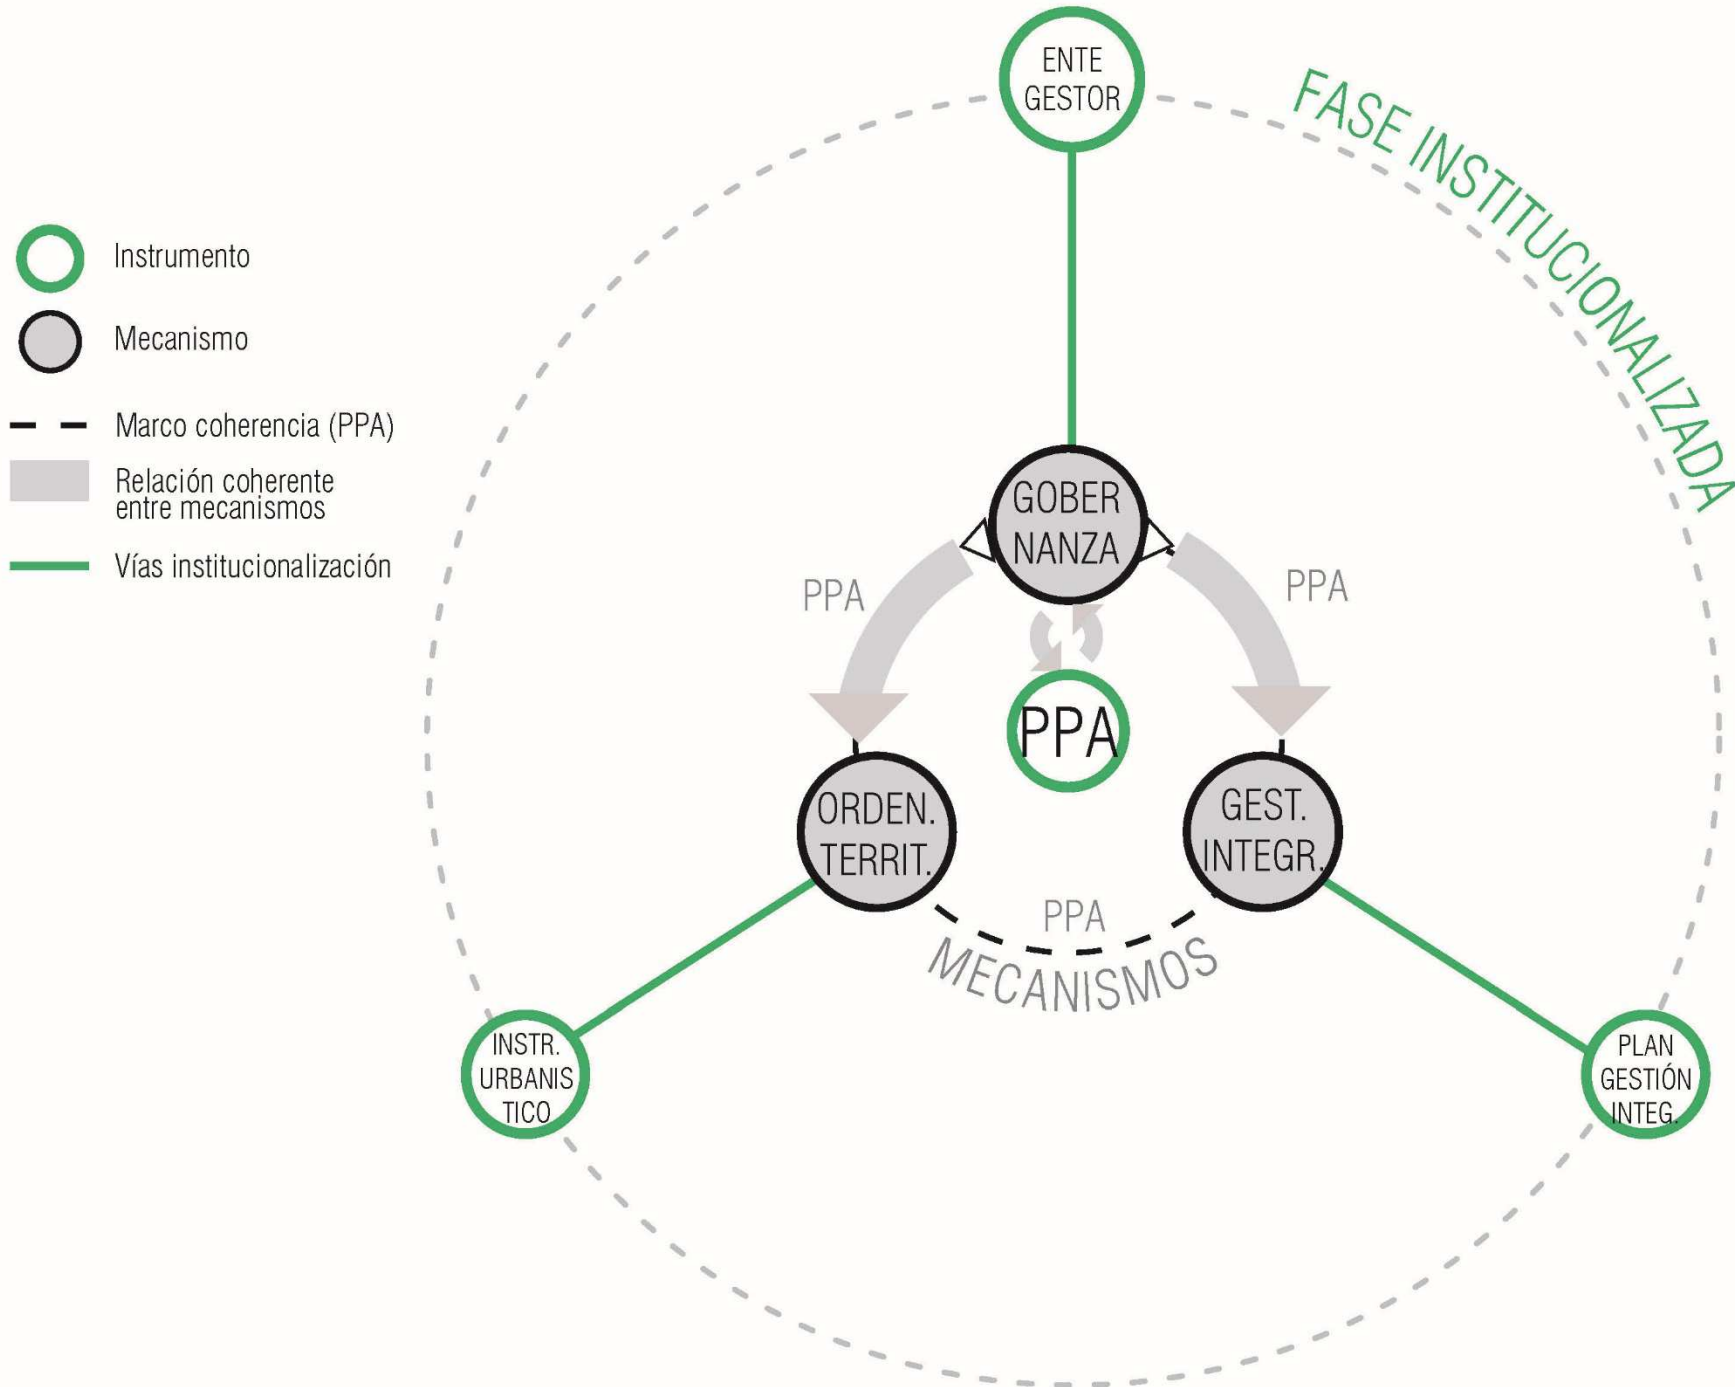 ENTE
GESTOR
FASE INSTITUCIONALIZADA
Instrumento
Mecanismo
Marco coherencia (PPA)
Relación coherente
entre mecanismos
Vías institucionalización
GOBER
NANZA
PPA
PPA
PPA
ORDEN.
TERRIT.
GEST.
INTEGR.
PPA
MECANISMOS
INSTR.
URBANIS
TICO
PLAN
GESTIÓN
INTEG.